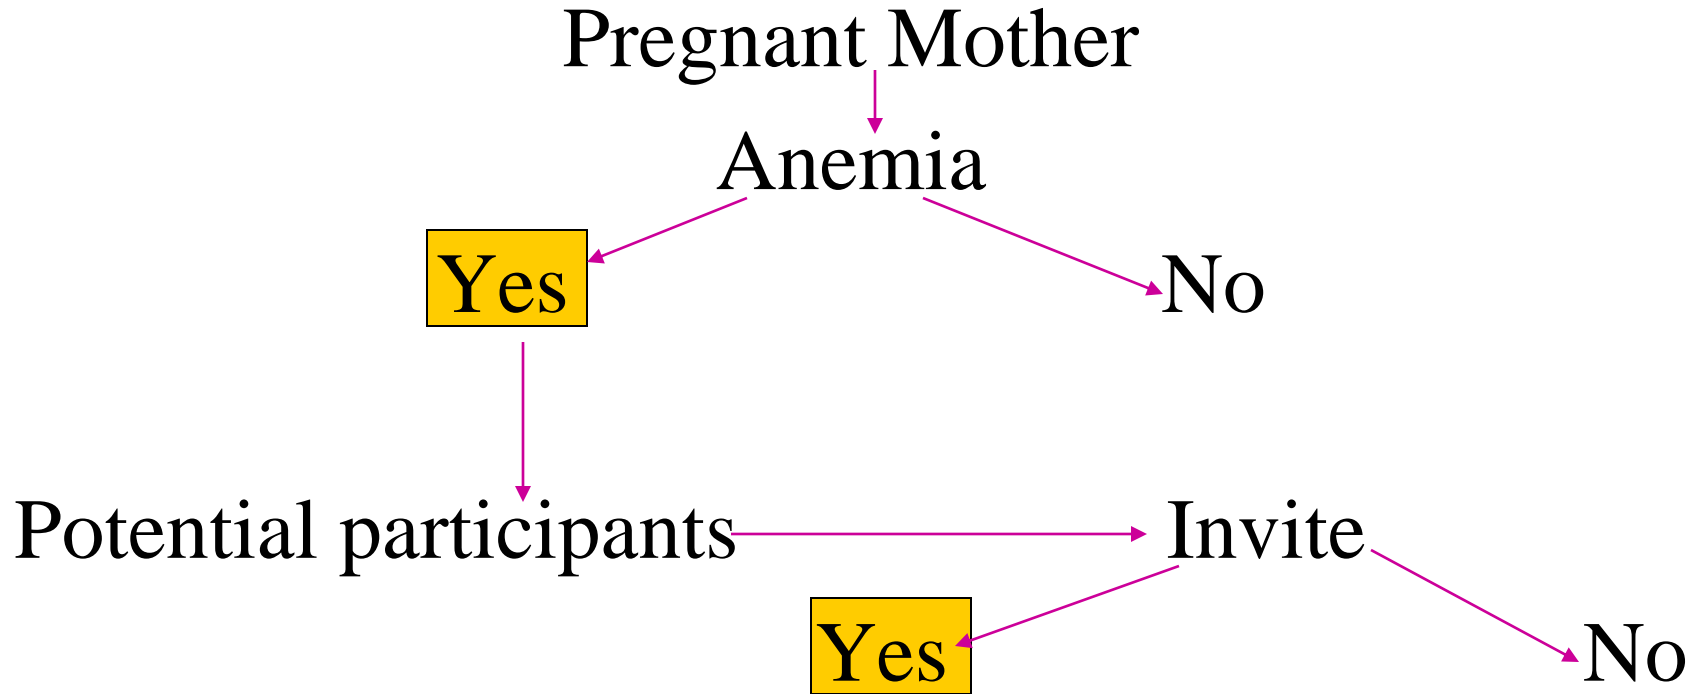 Pregnant Mother
Anemia
Yes
No
Potential participants
Invite
Yes
No